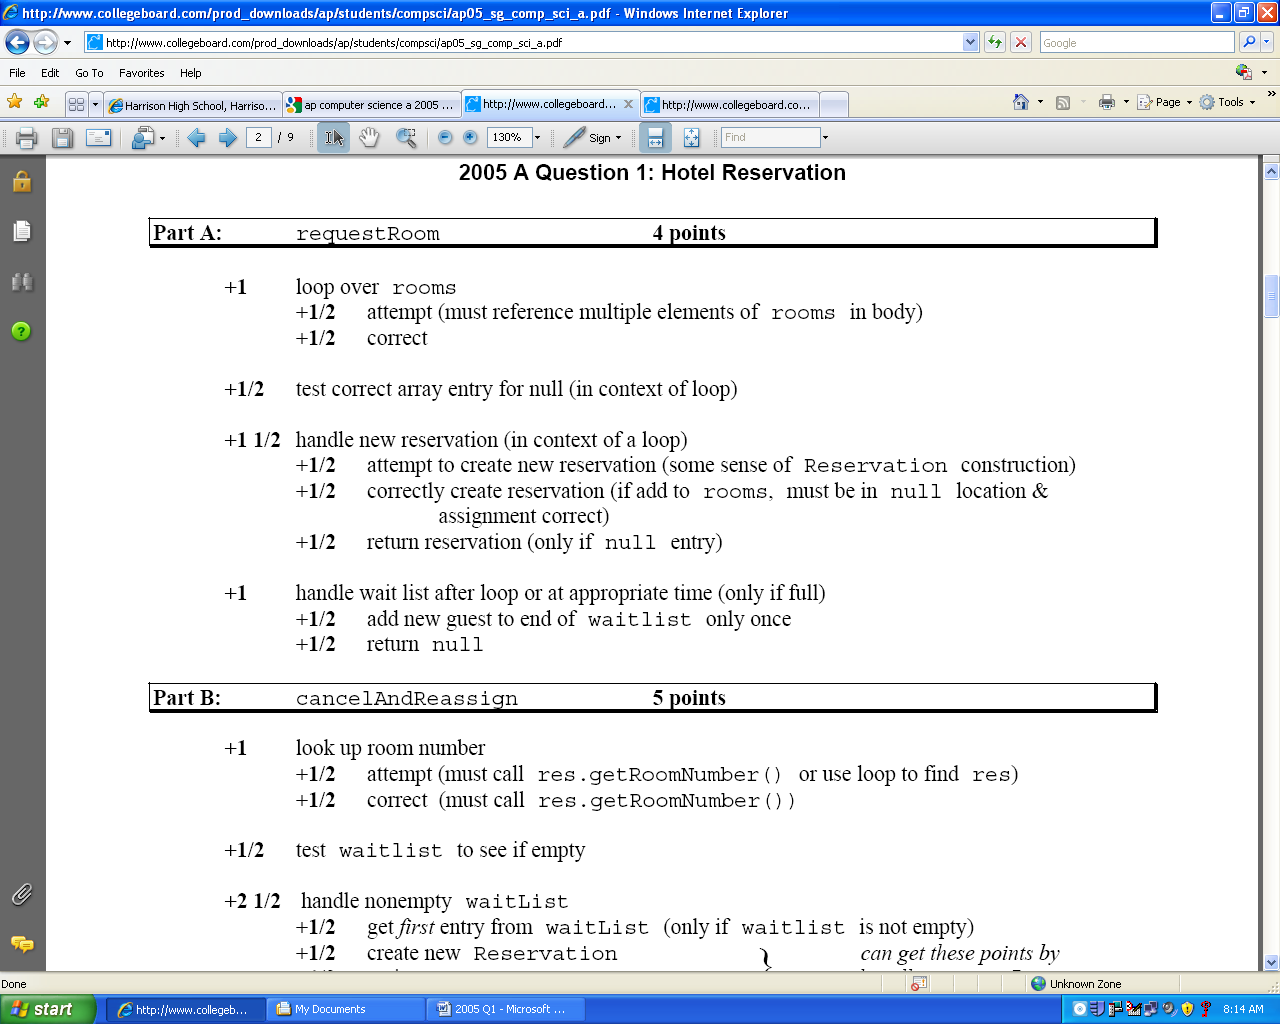 http://www.collegeboard.com/prod_downloads/ap/students/compsci/ap05_sg_comp_sci_a.pdf - Windows Internet Explorer
http://www.collegeboard.com/prod_downloads/ap/students/compsci/ap05_sg_comp_sci_a.pdf
Google
File Edit Go To Favorites Help
Harrison High School, Harriso...
ap computer science a 2005 ...
http://www.collegeboard....
http://www.collegeboard.co...
Page
Tools
2 / 9
130%
Sign
Find
2005 A Question 1: Hotel Reservation
Part A: requestRoom 4 points
+1 loop over rooms
+1/2 attempt (must reference multiple elements of rooms in body)
+1/2 correct
+1/2 test correct array entry for null (in context of loop)
+1 1/2 handle new reservation (in context of a loop)
+1/2 attempt to create new reservation (some sense of Reservation construction)
+1/2 correctly create reservation (if add to rooms, must be in null location &
assignment correct)
+1/2 return reservation (only if null entry)
+1 handle wait list after loop or at appropriate time (only if full)
+1/2 add new guest to end of waitlist only once
+1/2 return null
Part B: cancelAndReassign 5 points
+1 look up room number
+1/2 attempt (must call res.getRoomNumber() or use loop to find res)
+1/2 correct (must call res.getRoomNumber())
+1/2 test waitlist to see if empty
+2 1/2 handle nonempty waitList
+1/2 get first entry from waitList (only if waitlist is not empty)
+1/2 create new Reservation } can get these points by
Done
Unknown Zone
start
http://www.collegeb...
My Documents
2005 Q1 - Microsoft ...
8:14 AM